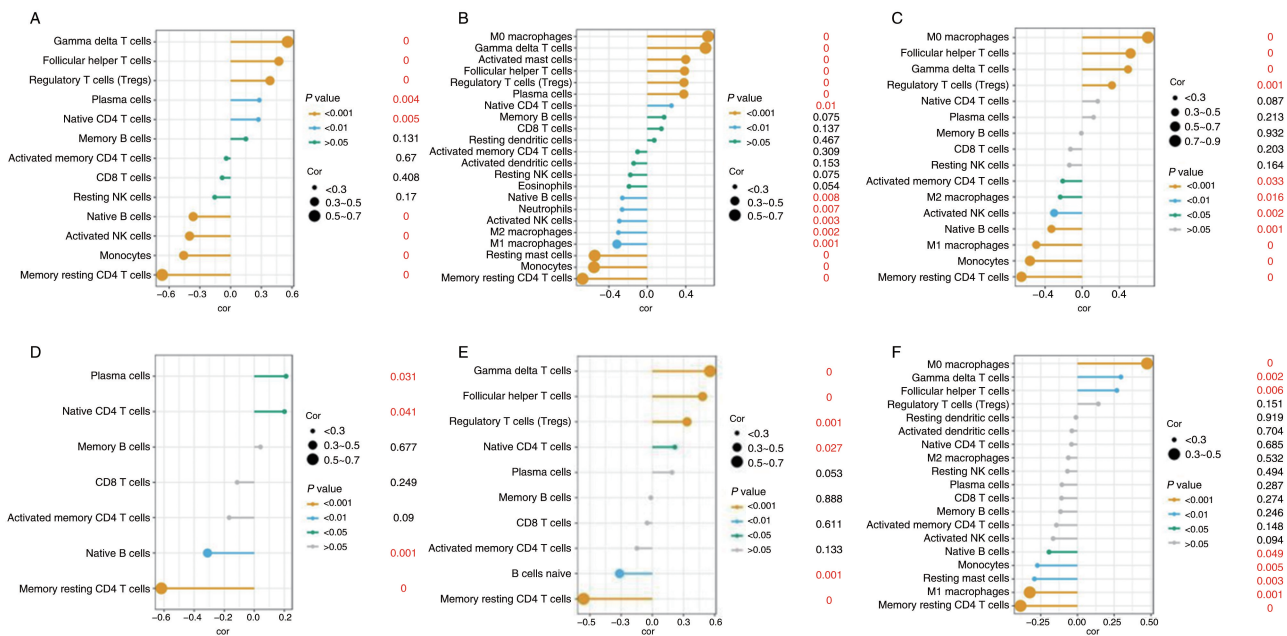 A
Gamma delta T cells 0
Follicular helper T cells 0
Regulatory T cells (Tregs) 0
Plasma cells 0.004
Native CD4 T cells 0.005
Memory B cells 0.131
Activated memory CD4 T cells 0.67
CD8 T cells 0.408
Resting NK cells 0.17
Native B cells 0
Activated NK cells 0
Monocytes 0
Memory resting CD4 T cells 0
−0.6 −0.3 0.0 0.3 0.6
cor
P value
<0.001
<0.01
>0.05
Cor
<0.3
0.3~0.5
0.5~0.7
B
M0 macrophages 0
Gamma delta T cells 0
Activated mast cells 0
Follicular helper T cells 0
Regulatory T cells (Tregs) 0
Plasma cells 0
Native CD4 T cells 0.01
Memory B cells 0.075
CD8 T cells 0.137
Resting dendritic cells 0.467
Activated memory CD4 T cells 0.309
Activated dendritic cells 0.153
Resting NK cells 0.075
Eosinophils 0.054
Native B cells 0.008
Neutrophils 0.007
Activated NK cells 0.003
M2 macrophages 0.002
M1 macrophages 0.001
Resting mast cells 0
Monocytes 0
Memory resting CD4 T cells 0
−0.4 0.0 0.4
cor
P value
<0.001
<0.01
>0.05
Cor
<0.3
0.3~0.5
0.5~0.7
C
M0 macrophages 0
Follicular helper T cells 0
Gamma delta T cells 0
Regulatory T cells (Tregs) 0.001
Native CD4 T cells 0.087
Plasma cells 0.213
Memory B cells 0.932
CD8 T cells 0.203
Resting NK cells 0.164
Activated memory CD4 T cells 0.033
M2 macrophages 0.016
Activated NK cells 0.002
Native B cells 0.001
M1 macrophages 0
Monocytes 0
Memory resting CD4 T cells 0
−0.4 0.0 0.4
cor
Cor
<0.3
0.3~0.5
0.5~0.7
0.7~0.9
P value
<0.001
<0.01
<0.05
>0.05
D
Plasma cells 0.031
Native CD4 T cells 0.041
Memory B cells 0.677
CD8 T cells 0.249
Activated memory CD4 T cells 0.09
Native B cells 0.001
Memory resting CD4 T cells 0
−0.6 −0.4 −0.2 0.0 0.2
cor
Cor
<0.3
0.3~0.5
0.5~0.7
P value
<0.001
<0.01
<0.05
>0.05
E
Gamma delta T cells 0
Follicular helper T cells 0
Regulatory T cells (Tregs) 0.001
Native CD4 T cells 0.027
Plasma cells 0.053
Memory B cells 0.888
CD8 T cells 0.611
Activated memory CD4 T cells 0.133
B cells naive 0.001
Memory resting CD4 T cells 0
−0.6 −0.3 0.0 0.3 0.6
cor
Cor
<0.3
0.3~0.5
0.5~0.7
P value
<0.001
<0.01
<0.05
>0.05
F
M0 macrophages 0
Gamma delta T cells 0.002
Follicular helper T cells 0.006
Regulatory T cells (Tregs) 0.151
Resting dendritic cells 0.919
Activated dendritic cells 0.704
Native CD4 T cells 0.685
M2 macrophages 0.532
Resting NK cells 0.494
Plasma cells 0.287
CD8 T cells 0.274
Memory B cells 0.246
Activated memory CD4 T cells 0.148
Activated NK cells 0.094
Native B cells 0.049
Monocytes 0.005
Resting mast cells 0.003
M1 macrophages 0.001
Memory resting CD4 T cells 0
−0.25 0.00 0.25 0.50
cor
Cor
<0.3
0.3~0.5
P value
<0.001
<0.01
<0.05
>0.05